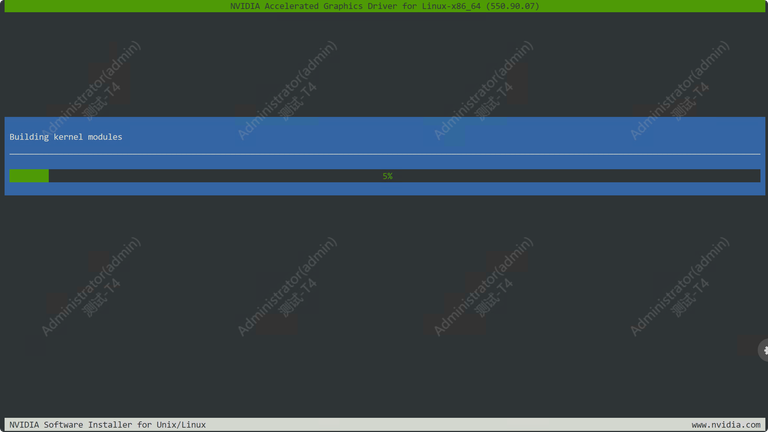 NVIDIA Accelerated Graphics Driver for Linux-x86_64 (550.90.07)
Administrator(admin)
测试-T4
Administrator(admin)
测试-T4
Administrator(admin)
测试-T4
Administrator(admin)
测试-T4
Building kernel modules
5%
Administrator(admin)
测试-T4
Administrator(admin)
测试-T4
Administrator(admin)
测试-T4
Administrator(admin)
测试-T4
NVIDIA Software Installer for Unix/Linux
www.nvidia.com